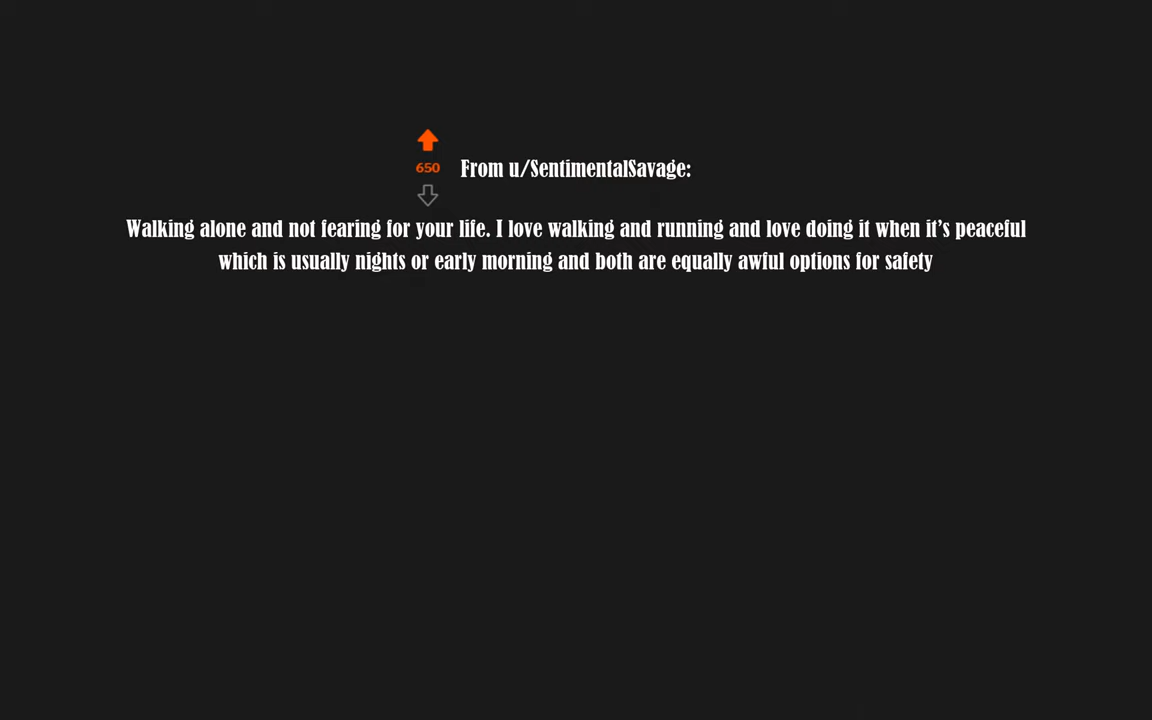 650
From u/SentimentalSavage:
Walking alone and not fearing for your life. I love walking and running and love doing it when it’s peaceful
which is usually nights or early morning and both are equally awful options for safety